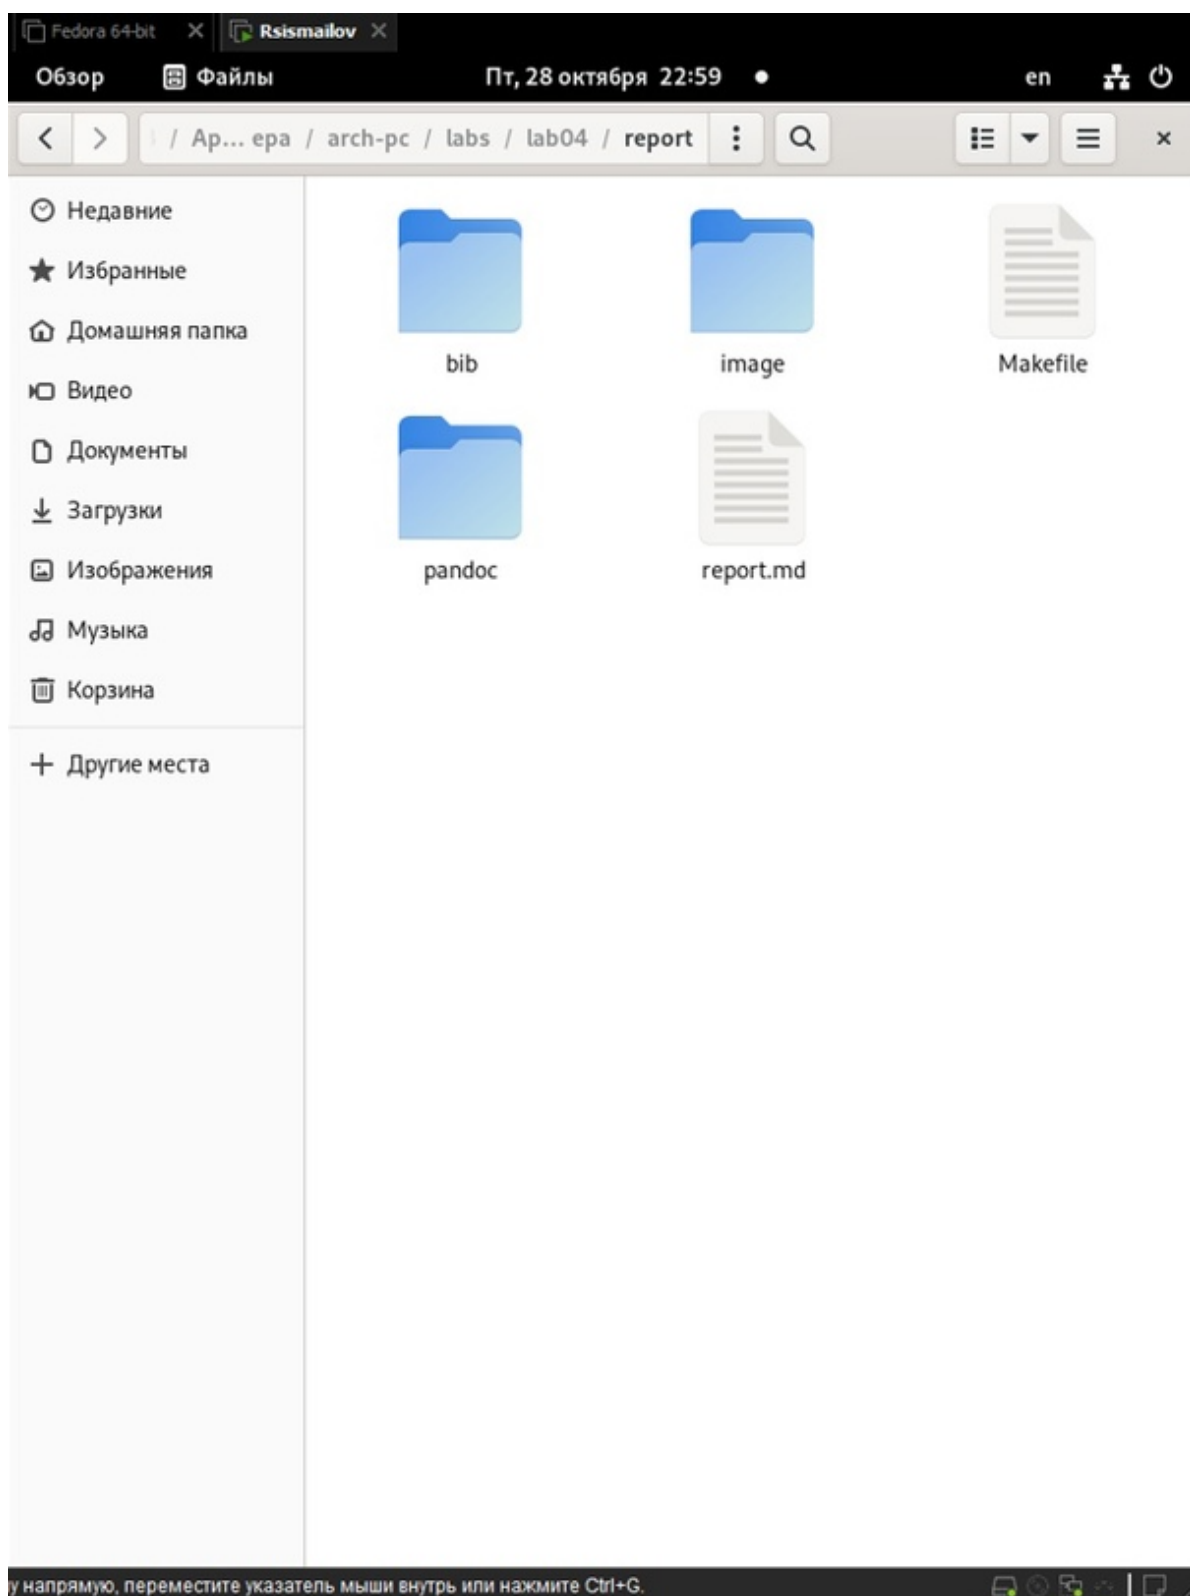 Fedora 64-bit Rsismailov
Обзор Файлы Пт, 28 октября 22:59 en
/ Ар... ера / arch-pc / labs / lab04 / report
Недавние
Избранные
Домашняя папка
Видео
Документы
Загрузки
Изображения
Музыка
Корзина
Другие места
bib image Makefile
pandoc report.md
у напрямую, переместите указатель мыши внутрь или нажмите Ctrl+G.